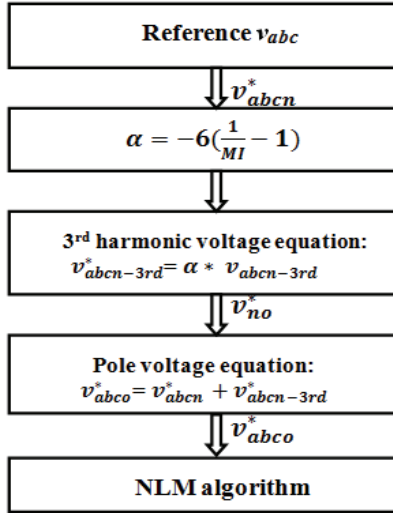 Reference v_abc
v*_abcn
α = −6(1/MI − 1)
3rd harmonic voltage equation:
v*_abcn−3rd = α * v_abcn−3rd
v*_no
Pole voltage equation:
v*_abco = v*_abcn + v*_abcn−3rd
v*_abco
NLM algorithm